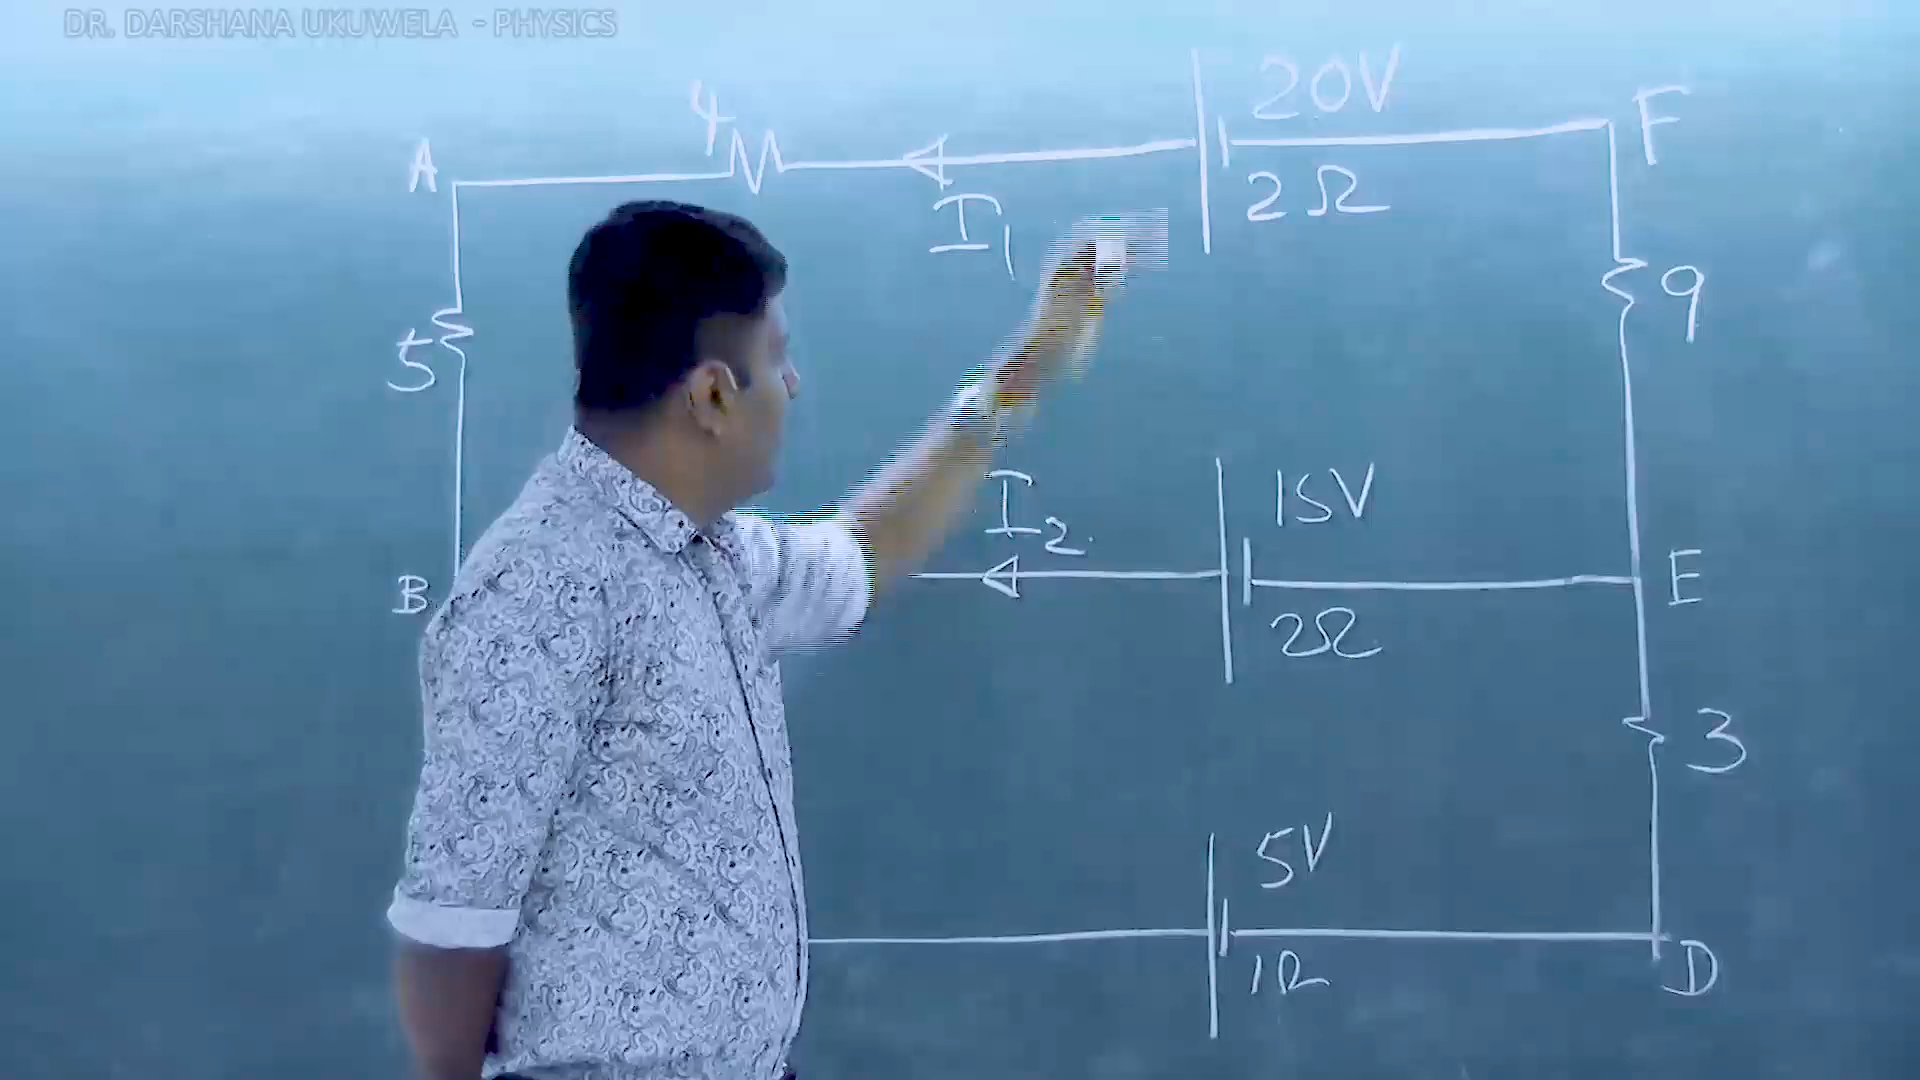 DR. DARSHANA UKUWELA - PHYSICS
A 4 20V F
I1 2Ω
5 9
I2 15V
B E
2Ω
3
5V
1Ω D